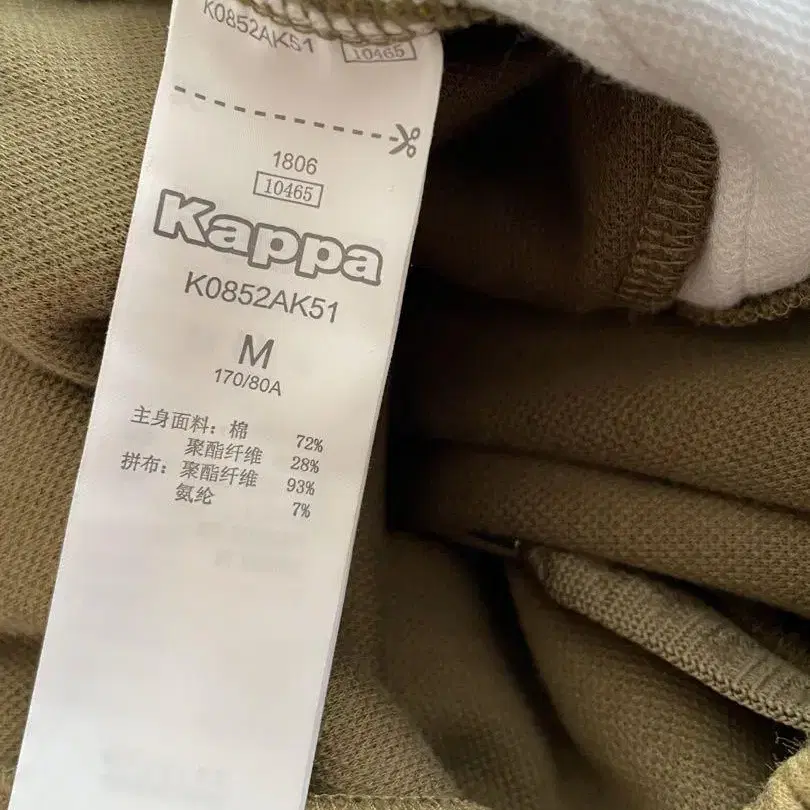 K0852AK51
10465
1806
10465
Kappa
K0852AK51
M
170/80A
主身面料：棉 72%
聚酯纤维 28%
拼布：聚酯纤维 93%
氨纶 7%